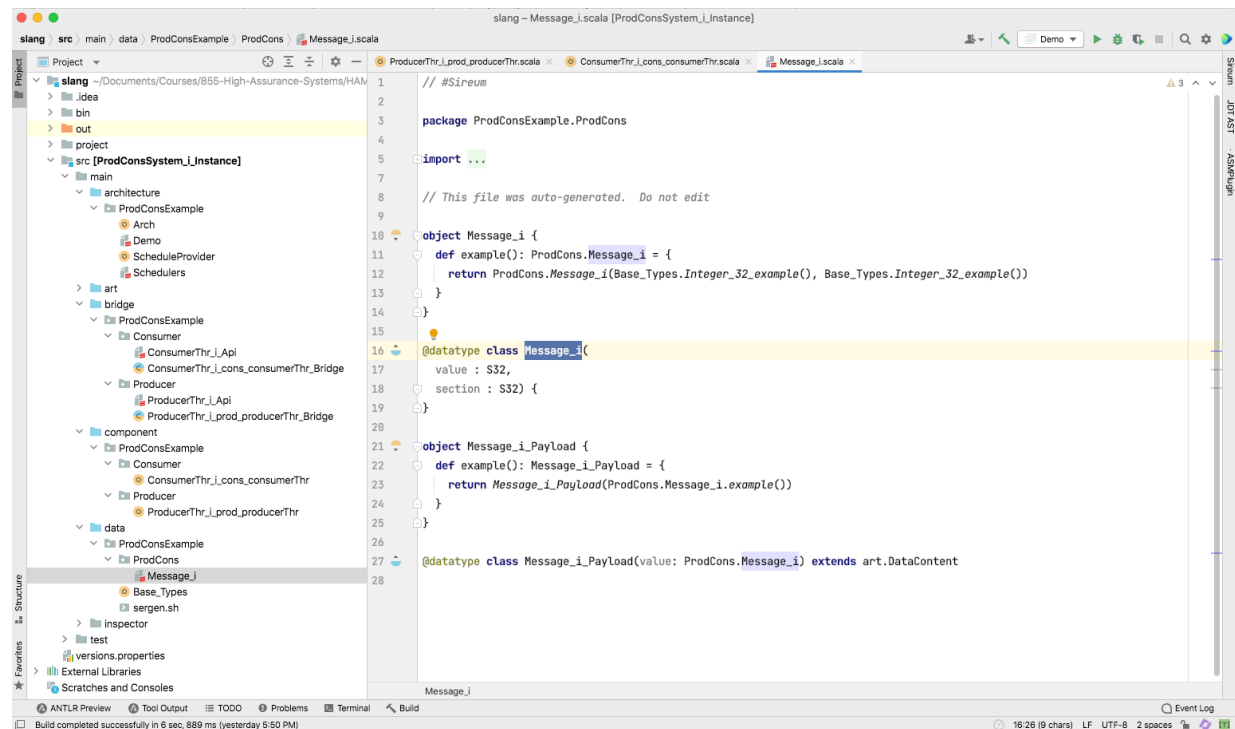 slang – Message_i.scala [ProdConsSystem_i_Instance]
slang › src › main › data › ProdConsExample › ProdCons › Message_i.scala
Demo
Project
ProducerThr_i_prod_producerThr.scala × ConsumerThr_i_cons_consumerThr.scala × Message_i.scala ×
Project
Structure
Favorites
slang ~/Documents/Courses/855-High-Assurance-Systems/HAM
.idea
bin
out
project
src [ProdConsSystem_i_Instance]
main
architecture
ProdConsExample
Arch
Demo
ScheduleProvider
Schedulers
art
bridge
ProdConsExample
Consumer
ConsumerThr_i_Api
ConsumerThr_i_cons_consumerThr_Bridge
Producer
ProducerThr_i_Api
ProducerThr_i_prod_producerThr_Bridge
component
ProdConsExample
Consumer
ConsumerThr_i_cons_consumerThr
Producer
ProducerThr_i_prod_producerThr
data
ProdConsExample
ProdCons
Message_i
Base_Types
sergen.sh
inspector
test
versions.properties
External Libraries
Scratches and Consoles
1 // #Sireum
2
3 package ProdConsExample.ProdCons
4
5 import ...
7
8 // This file was auto-generated. Do not edit
9
10 object Message_i {
11 def example(): ProdCons.Message_i = {
12 return ProdCons.Message_i(Base_Types.Integer_32_example(), Base_Types.Integer_32_example())
13 }
14 }
15
16 @datatype class Message_i(
17 value : S32,
18 section : S32) {
19 }
20
21 object Message_i_Payload {
22 def example(): Message_i_Payload = {
23 return Message_i_Payload(ProdCons.Message_i.example())
24 }
25 }
26
27 @datatype class Message_i_Payload(value: ProdCons.Message_i) extends art.DataContent
28
3
Sireum
JDT AST
ASMPlugin
Message_i
ANTLR Preview Tool Output TODO Problems Terminal Build Event Log
Build completed successfully in 6 sec, 889 ms (yesterday 5:50 PM) 16:26 (9 chars) LF UTF-8 2 spaces